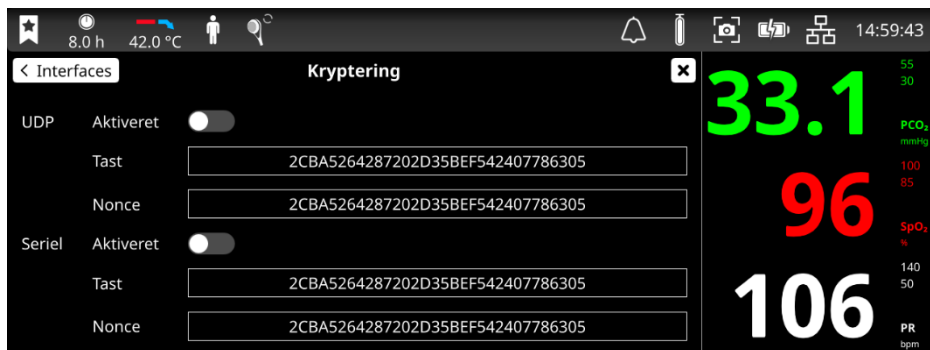 8.0 h 42.0 °C 14:59:43
< Interfaces Kryptering
UDP Aktiveret
Tast 2CBA5264287202D35BEF542407786305
Nonce 2CBA5264287202D35BEF542407786305
Seriel Aktiveret
Tast 2CBA5264287202D35BEF542407786305
Nonce 2CBA5264287202D35BEF542407786305
33.1
55
30
PCO₂
mmHg
96
100
85
SpO₂
%
106
140
50
PR
bpm